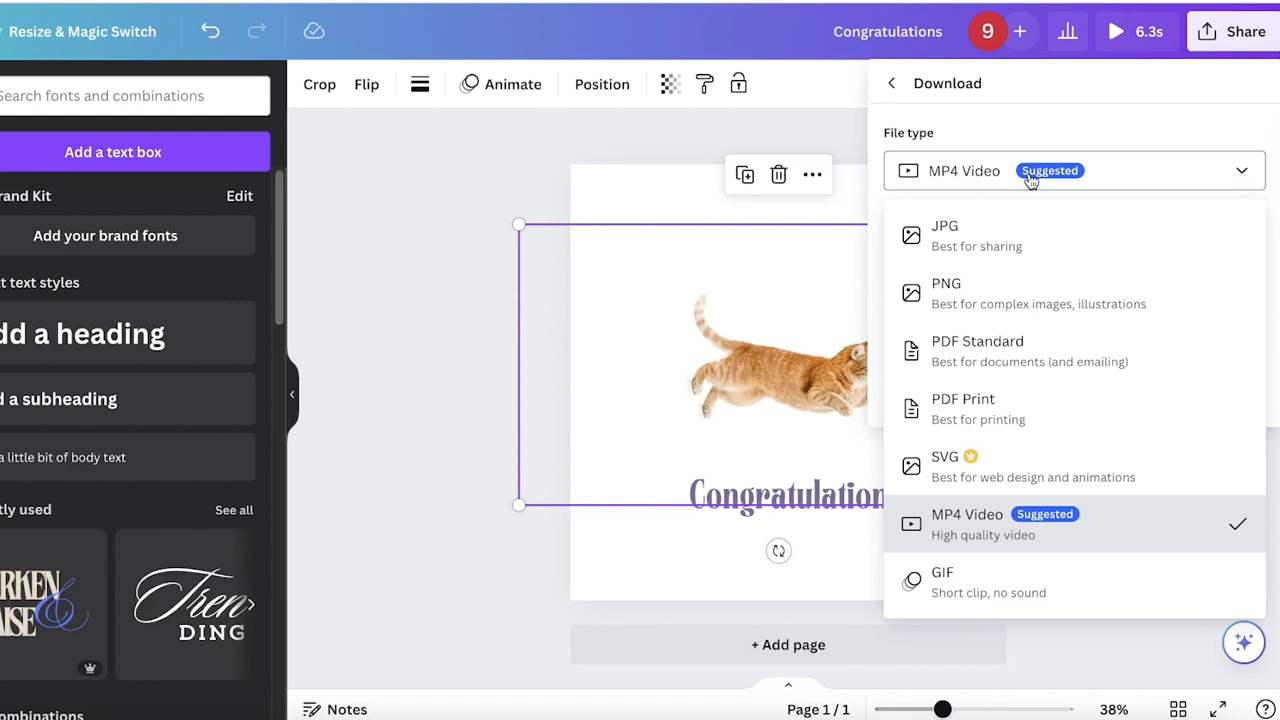 Resize & Magic Switch
Congratulations
9
+
6.3s
Share
Search fonts and combinations
Add a text box
rand Kit
Edit
Add your brand fonts
t text styles
dd a heading
d a subheading
a little bit of body text
tly used
See all
RKEN
&
AISE
Tren
DING
ombinations
Crop
Flip
Animate
Position
Congratulation
+ Add page
Download
File type
MP4 Video Suggested
JPG
Best for sharing
PNG
Best for complex images, illustrations
PDF Standard
Best for documents (and emailing)
PDF Print
Best for printing
SVG
Best for web design and animations
MP4 Video Suggested
High quality video
GIF
Short clip, no sound
Notes
Page 1 / 1
38%
?